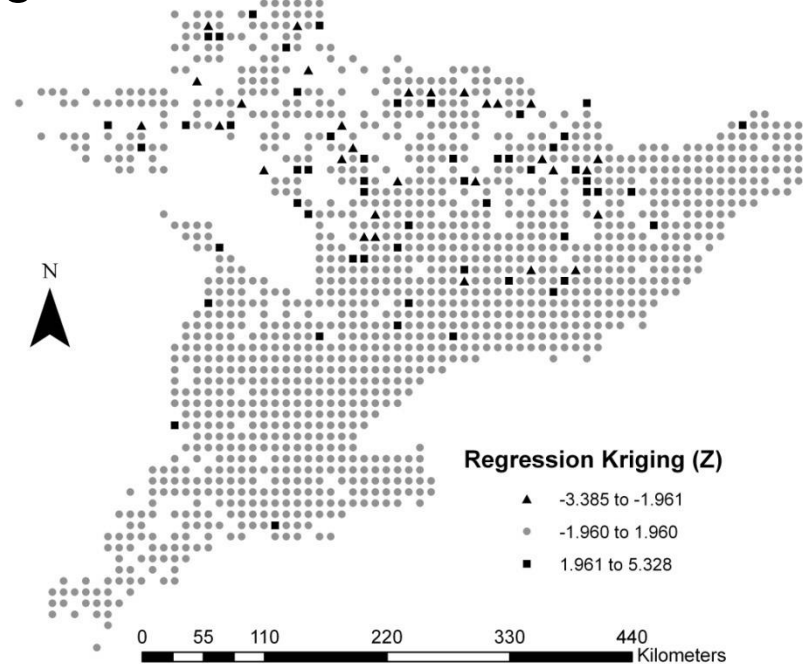 N
Regression Kriging (Z)
-3.385 to -1.961
-1.960 to 1.960
1.961 to 5.328
0 55 110 220 330 440
Kilometers